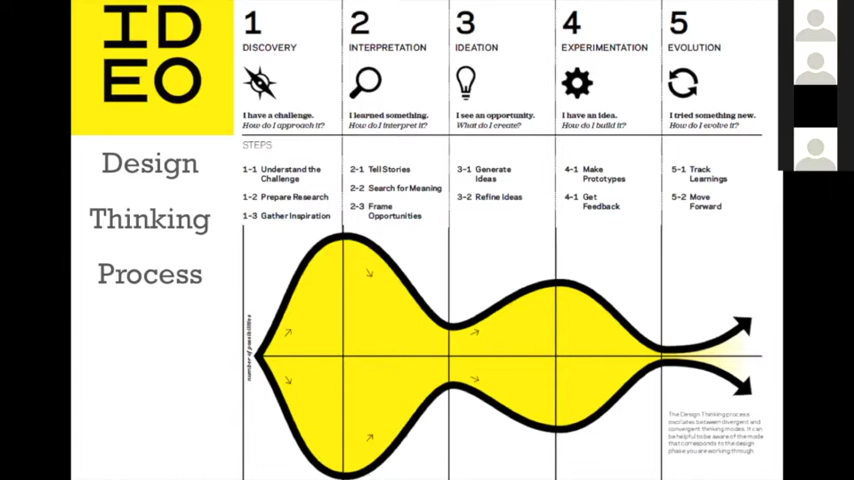 ID
EO
Design
Thinking
Process
1
DISCOVERY
I have a challenge.
How do I approach it?
2
INTERPRETATION
I learned something.
How do I interpret it?
3
IDEATION
I see an opportunity.
What do I create?
4
EXPERIMENTATION
I have an idea.
How do I build it?
5
EVOLUTION
I tried something new.
How do I evolve it?
STEPS
1-1 Understand the
Challenge
1-2 Prepare Research
1-3 Gather Inspiration
2-1 Tell Stories
2-2 Search for Meaning
2-3 Frame
Opportunities
3-1 Generate
Ideas
3-2 Refine Ideas
4-1 Make
Prototypes
4-1 Get
Feedback
5-1 Track
Learnings
5-2 Move
Forward
number of possibilities
The Design Thinking process
oscillates between divergent and
convergent thinking modes. It can
be helpful to be aware of the mode
that corresponds to the design
phase you are working through.